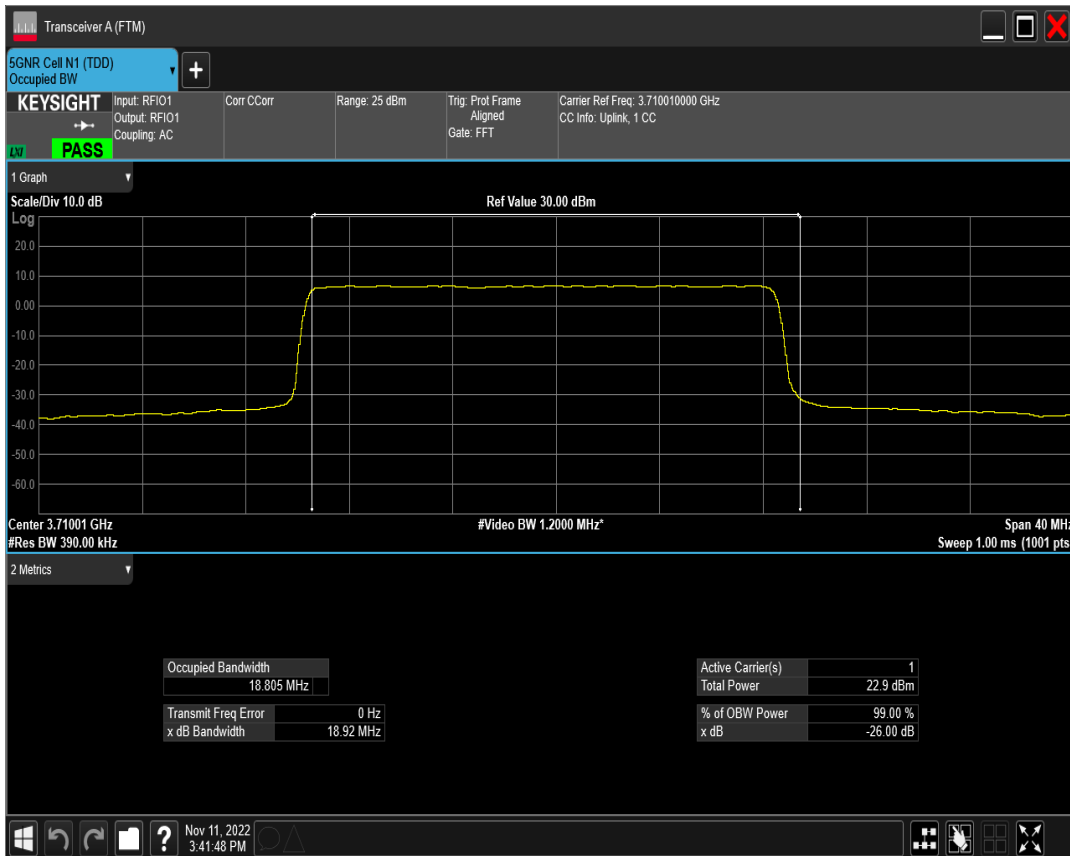 Transceiver A (FTM)
5GNR Cell N1 (TDD)
Occupied BW
+
KEYSIGHT
LXI
PASS
Input: RFIO1
Output: RFIO1
Coupling: AC
Corr CCorr
Range: 25 dBm
Trig: Prot Frame
Aligned
Gate: FFT
Carrier Ref Freq: 3.710010000 GHz
CC Info: Uplink, 1 CC
1 Graph
Scale/Div 10.0 dB
Ref Value 30.00 dBm
Log
20.0
10.0
0.00
-10.0
-20.0
-30.0
-40.0
-50.0
-60.0
Center 3.71001 GHz
#Video BW 1.2000 MHz*
Span 40 MHz
#Res BW 390.00 kHz
Sweep 1.00 ms (1001 pts
2 Metrics
Occupied Bandwidth
18.805 MHz
Transmit Freq Error 0 Hz
x dB Bandwidth 18.92 MHz
Active Carrier(s) 1
Total Power 22.9 dBm
% of OBW Power 99.00 %
x dB -26.00 dB
?
Nov 11, 2022
3:41:48 PM